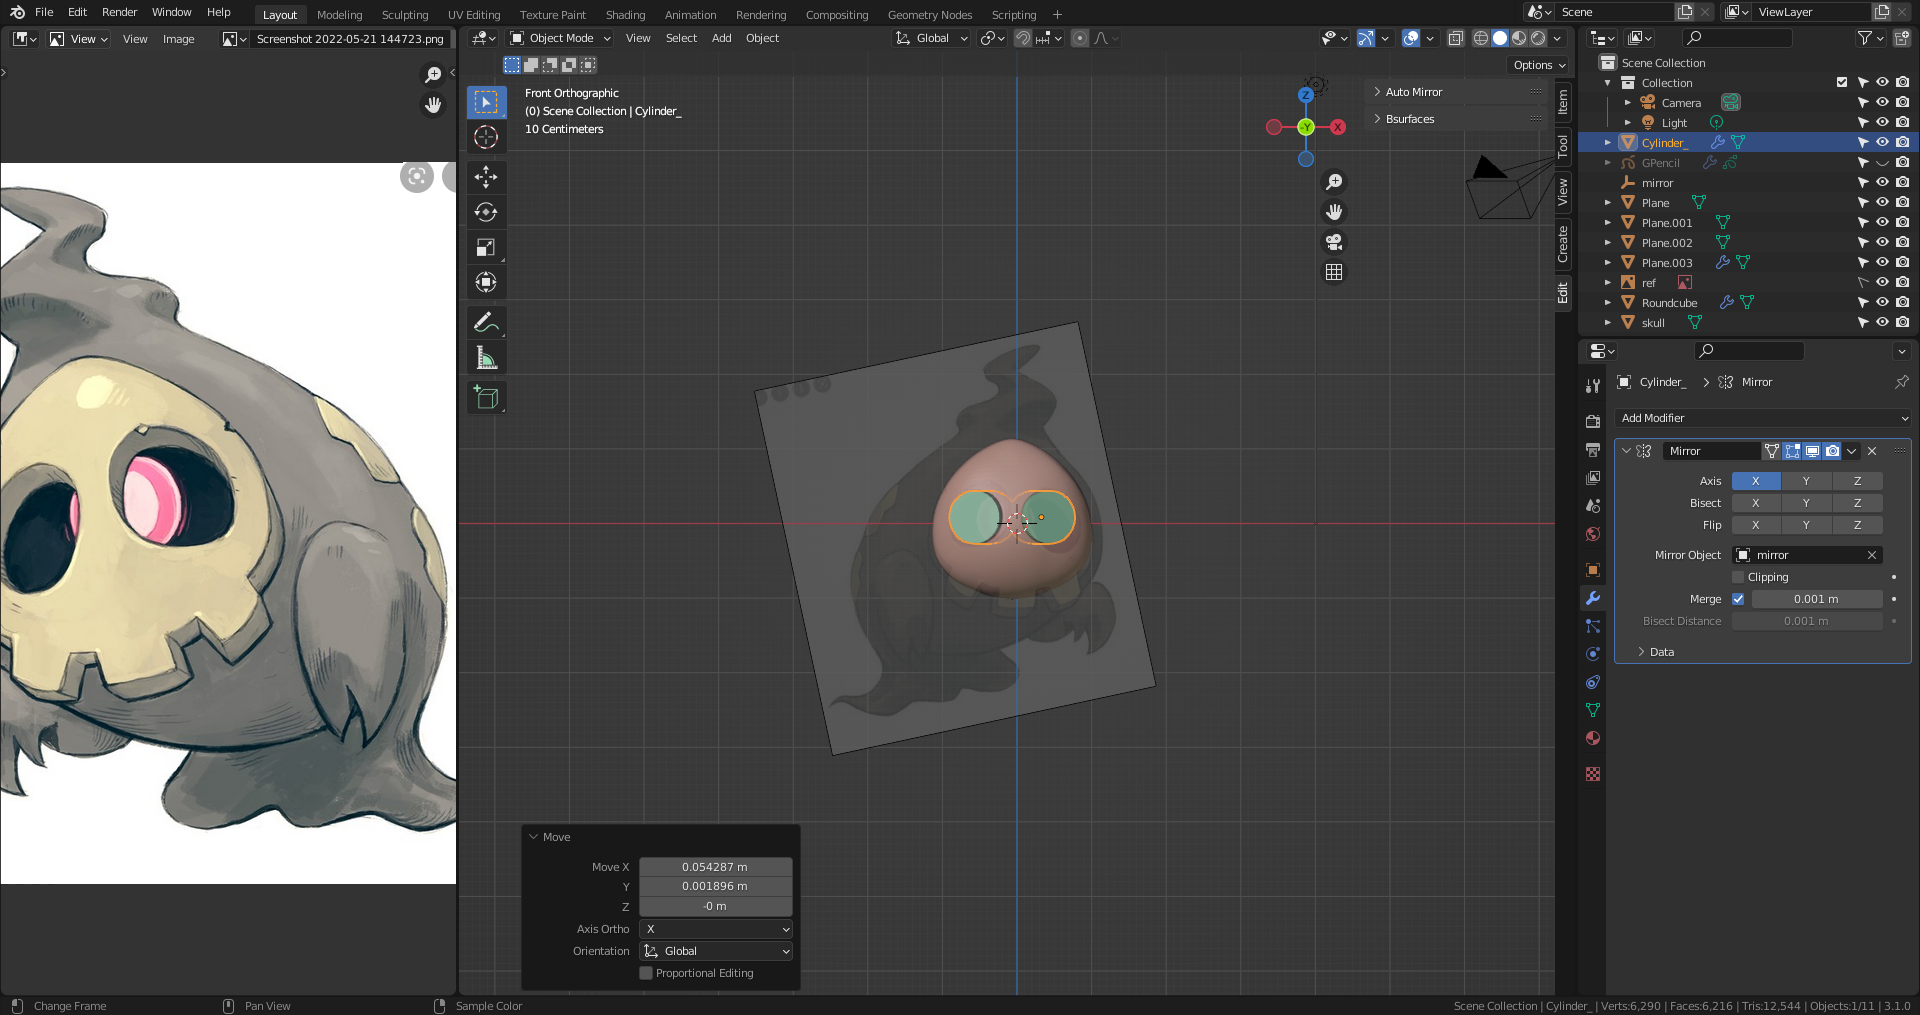 File Edit Render Window Help Layout Modeling Sculpting UV Editing Texture Paint Shading Animation Rendering Compositing Geometry Nodes Scripting + Scene ViewLayer
View View Image Screenshot 2022-05-21 144723.png Object Mode View Select Add Object Global
Options
Front Orthographic
(0) Scene Collection | Cylinder_
10 Centimeters
Z
-Y
X
Auto Mirror
Bsurfaces
Item
Tool
View
Create
Edit
Scene Collection
Collection
Camera
Light
Cylinder_
GPencil
mirror
Plane
Plane.001
Plane.002
Plane.003
ref
Roundcube
skull
Cylinder_ > Mirror
Add Modifier
Mirror
Axis X Y Z
Bisect X Y Z
Flip X Y Z
Mirror Object mirror
Clipping
Merge 0.001 m
Bisect Distance 0.001 m
Data
Move
Move X 0.054287 m
Y 0.001896 m
Z -0 m
Axis Ortho X
Orientation Global
Proportional Editing
Change Frame Pan View Sample Color Scene Collection | Cylinder_ | Verts:6,290 | Faces:6,216 | Tris:12,544 | Objects:1/11 | 3.1.0